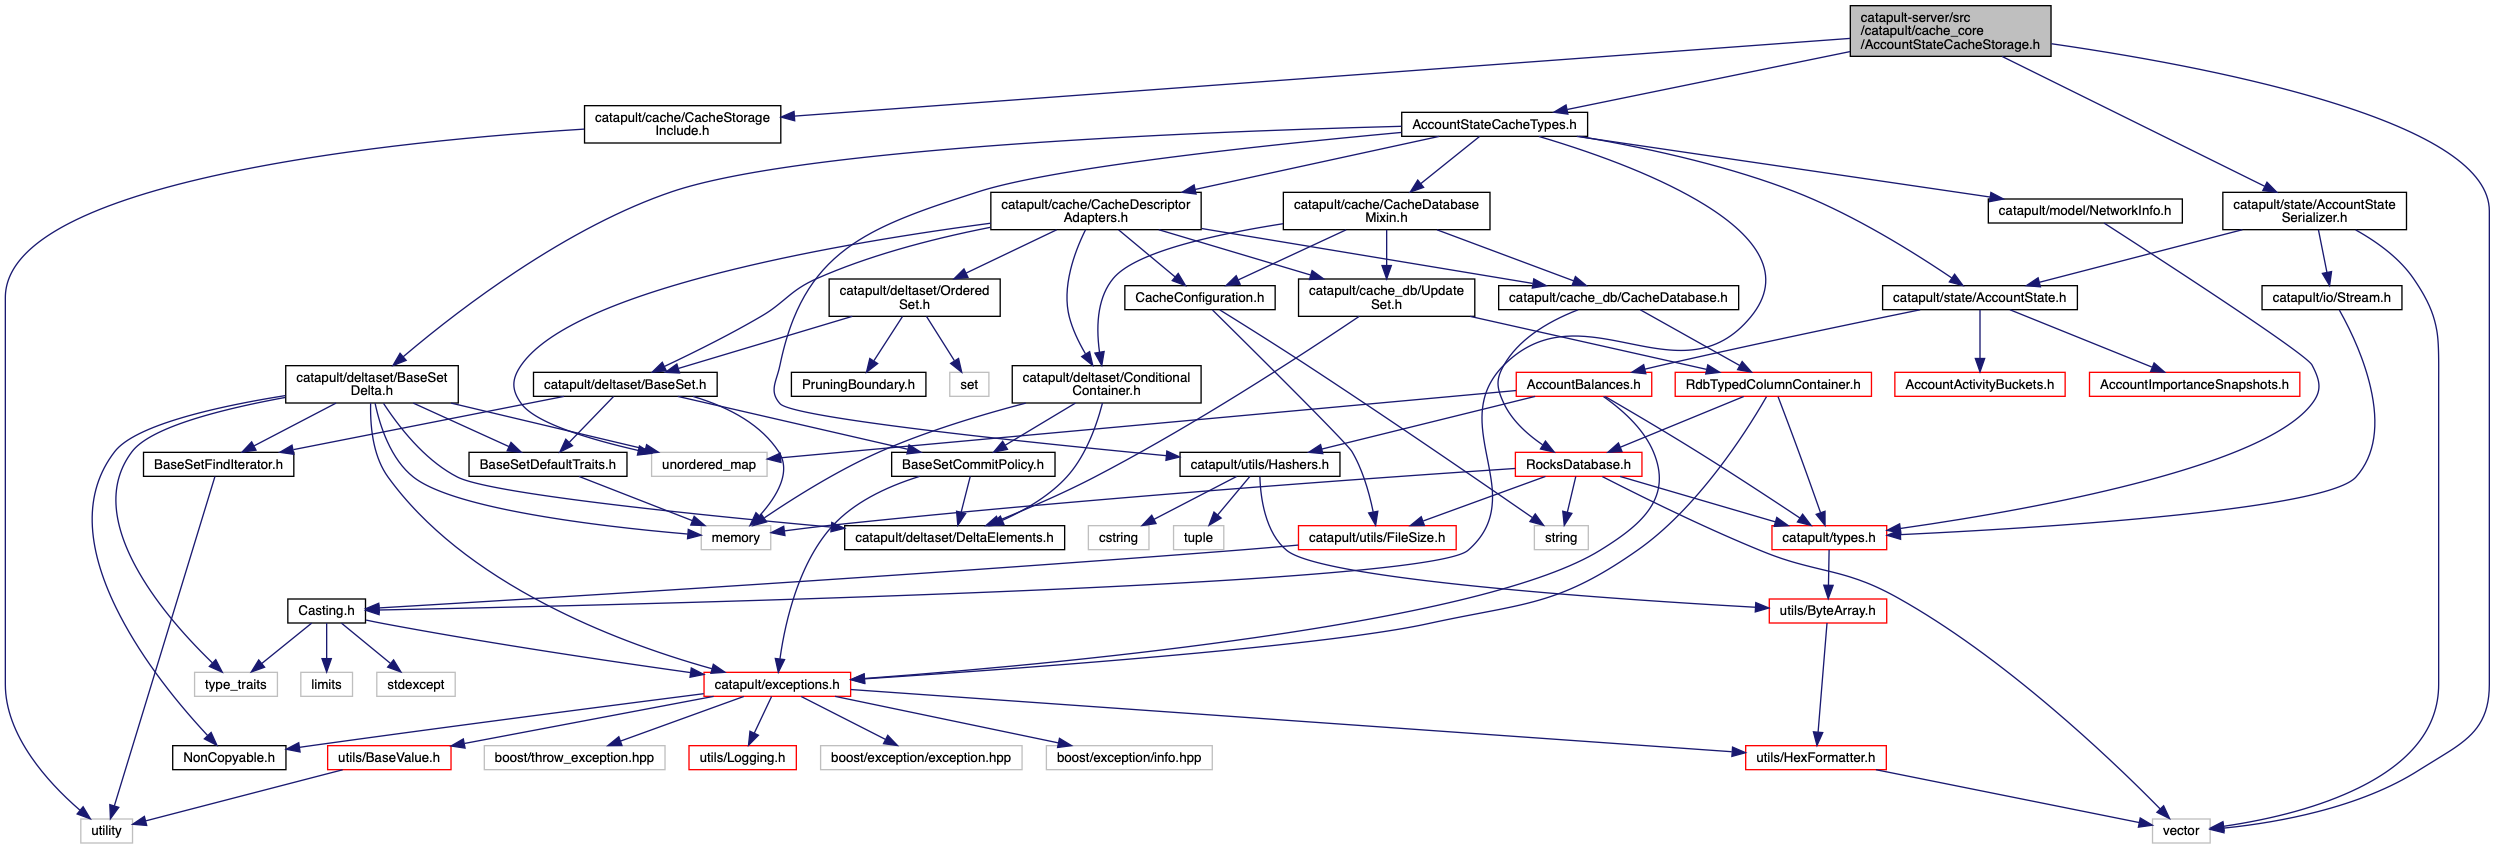 catapult-server/src
/catapult/cache_core
/AccountStateCacheStorage.h
catapult/cache/CacheStorage
Include.h
AccountStateCacheTypes.h
catapult/cache/CacheDescriptor
Adapters.h
catapult/cache/CacheDatabase
Mixin.h
catapult/model/NetworkInfo.h
catapult/state/AccountState
Serializer.h
catapult/deltaset/Ordered
Set.h
CacheConfiguration.h
catapult/cache_db/Update
Set.h
catapult/cache_db/CacheDatabase.h
catapult/state/AccountState.h
catapult/io/Stream.h
catapult/deltaset/BaseSet
Delta.h
catapult/deltaset/BaseSet.h
PruningBoundary.h
set
catapult/deltaset/Conditional
Container.h
AccountBalances.h
RdbTypedColumnContainer.h
AccountActivityBuckets.h
AccountImportanceSnapshots.h
BaseSetFindIterator.h
BaseSetDefaultTraits.h
unordered_map
BaseSetCommitPolicy.h
catapult/utils/Hashers.h
RocksDatabase.h
memory
catapult/deltaset/DeltaElements.h
cstring
tuple
catapult/utils/FileSize.h
string
catapult/types.h
Casting.h
utils/ByteArray.h
type_traits
limits
stdexcept
catapult/exceptions.h
NonCopyable.h
utils/BaseValue.h
boost/throw_exception.hpp
utils/Logging.h
boost/exception/exception.hpp
boost/exception/info.hpp
utils/HexFormatter.h
utility
vector